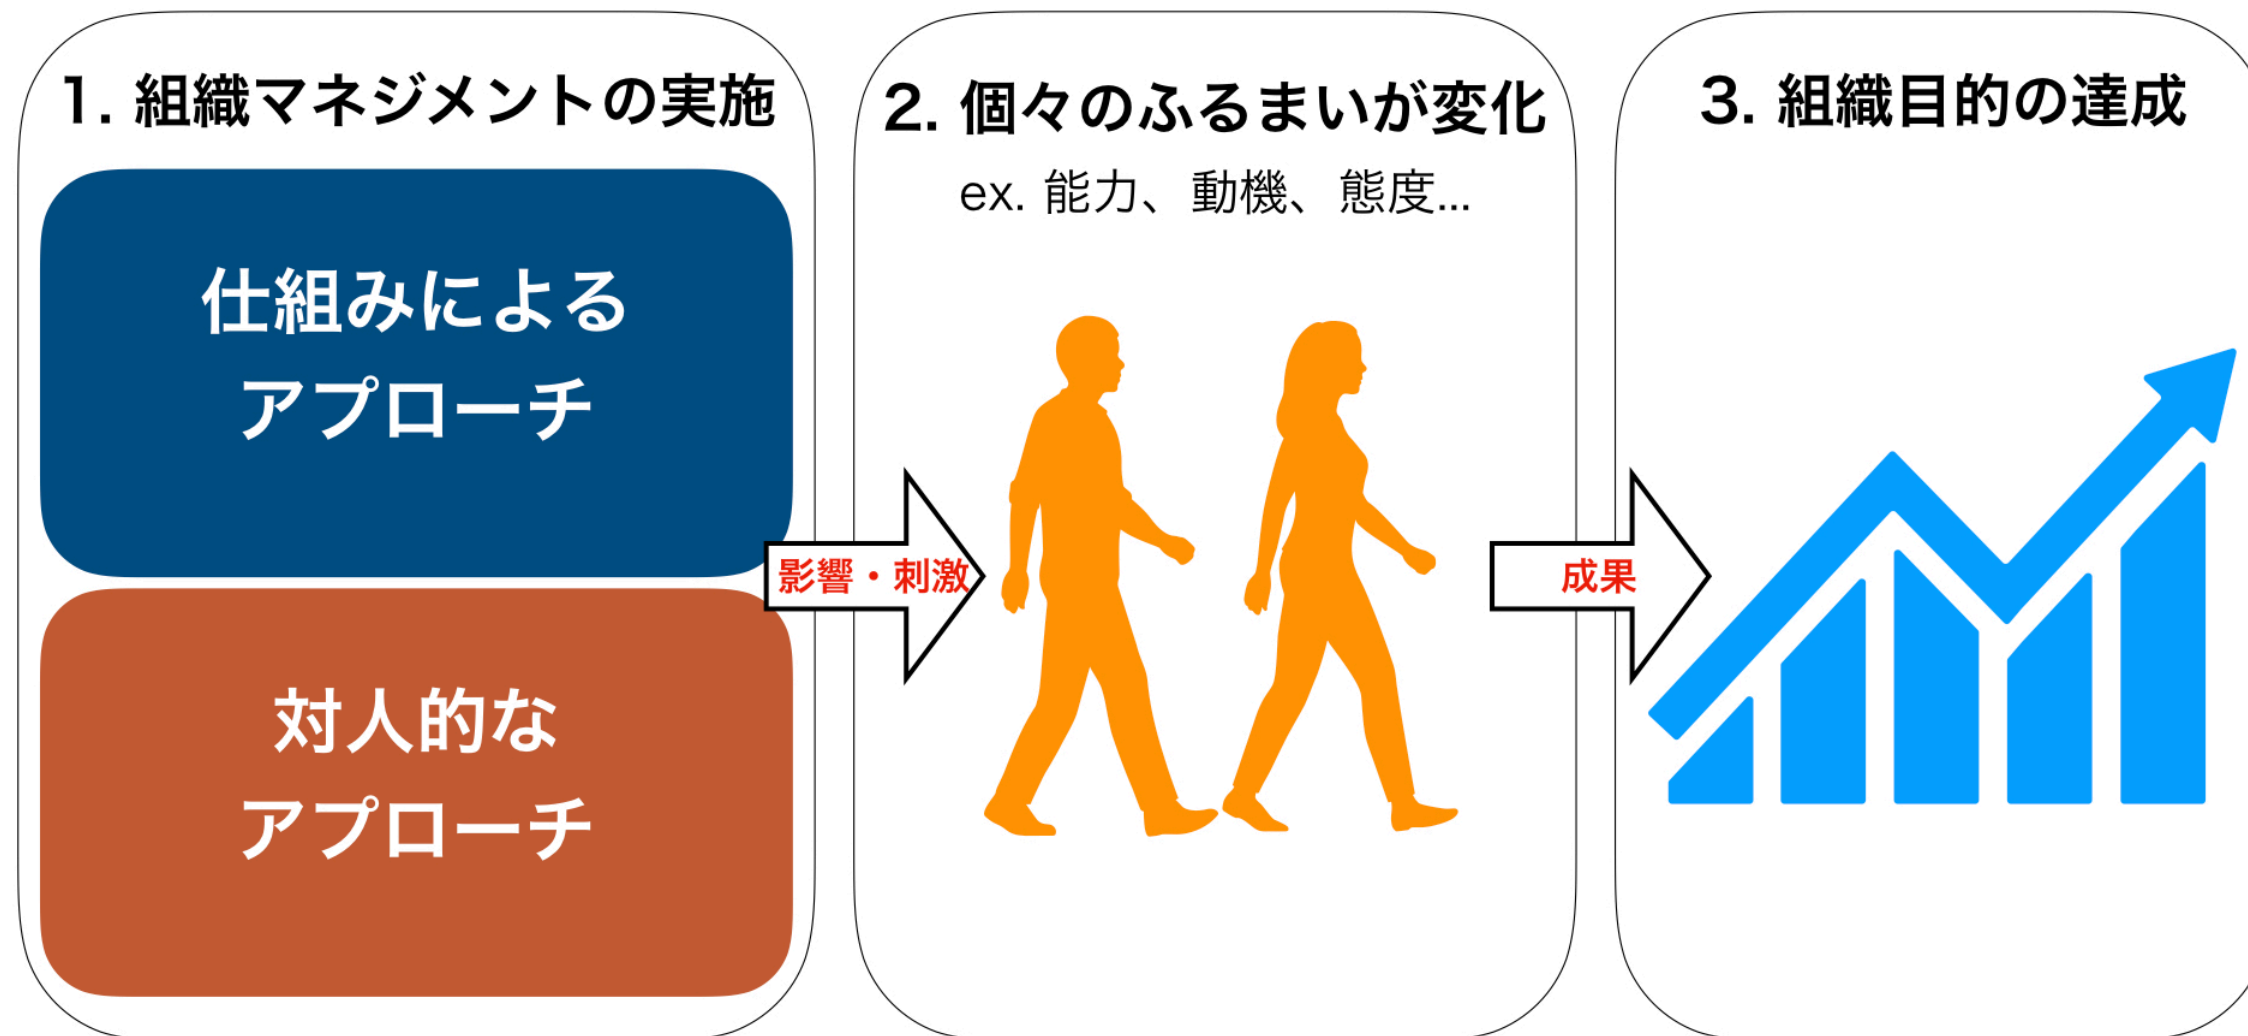 1. 組織マネジメントの実施
仕組みによる
アプローチ
対人的な
アプローチ
影響・刺激
2. 個々のふるまいが変化
ex. 能力、動機、態度...
成果
3. 組織目的の達成